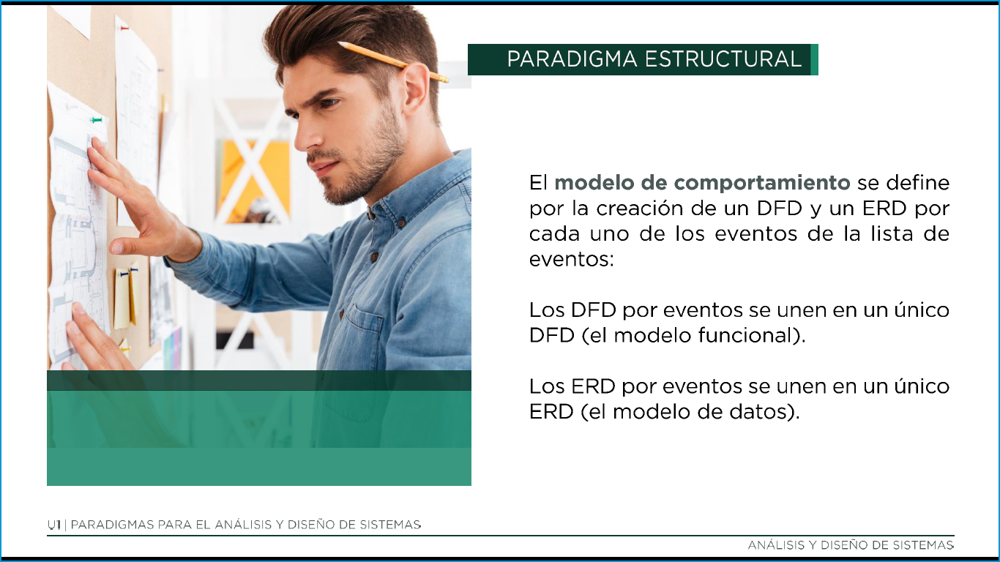 PARADIGMA ESTRUCTURAL
El modelo de comportamiento se define
por la creación de un DFD y un ERD por
cada uno de los eventos de la lista de
eventos:
Los DFD por eventos se unen en un único
DFD (el modelo funcional).
Los ERD por eventos se unen en un único
ERD (el modelo de datos).
U1 | PARADIGMAS PARA EL ANÁLISIS Y DISEÑO DE SISTEMAS
ANÁLISIS Y DISEÑO DE SISTEMAS